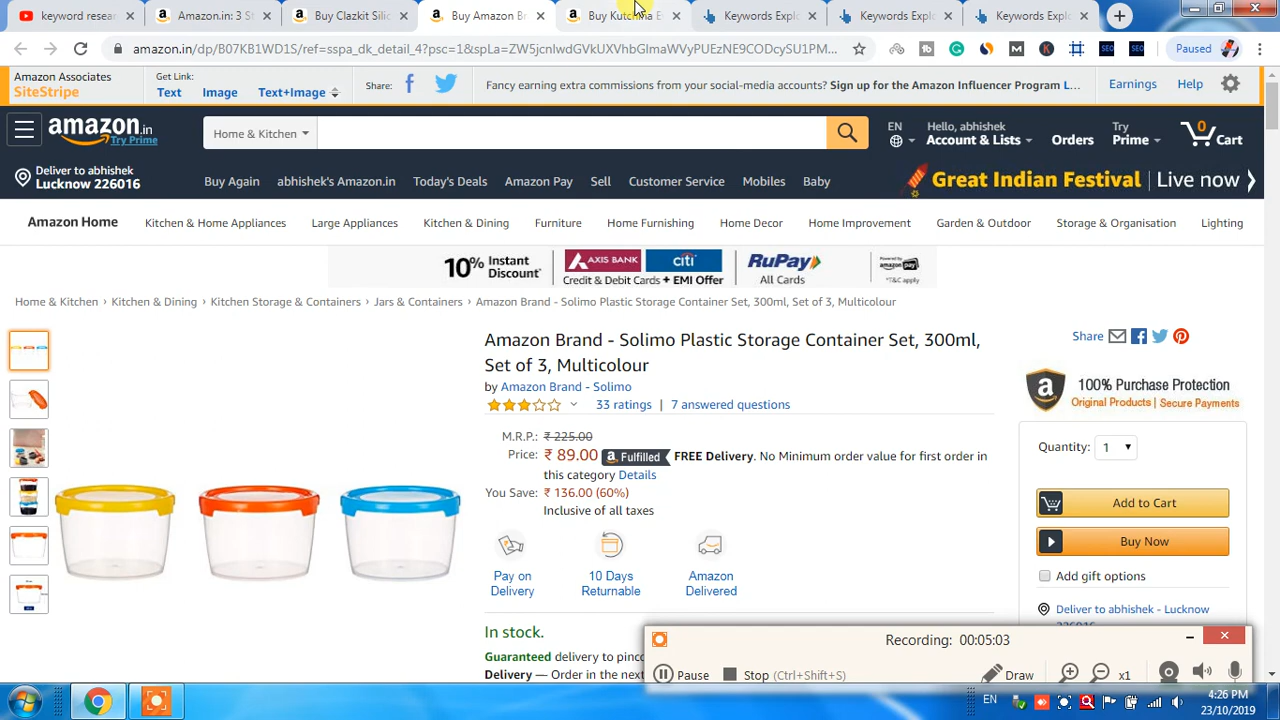 keyword resear
Amazon.in: 3 S
Buy Clazkit Silic
Buy Amazon Br
Buy Kutchina E
Keywords Expl
Keywords Explo
Keywords Explo
amazon.in/dp/B07KB1WD1S/ref=sspa_dk_detail_4?psc=1&spLa=ZW5jcnlwdGVkUXVhbGlmaWVyPUEzNE9CODcySU1PM...
Paused
Amazon Associates
SiteStripe
Get Link:
Text Image Text+Image
Share:
Fancy earning extra commissions from your social-media accounts? Sign up for the Amazon Influencer Program L...
Earnings Help
amazon.in
Try Prime
Home & Kitchen
EN
Hello, abhishek
Account & Lists
Orders
Try
Prime
0
Cart
Deliver to abhishek
Lucknow 226016
Buy Again abhishek's Amazon.in Today's Deals Amazon Pay Sell Customer Service Mobiles Baby
Great Indian Festival Live now
Amazon Home Kitchen & Home Appliances Large Appliances Kitchen & Dining Furniture Home Furnishing Home Decor Home Improvement Garden & Outdoor Storage & Organisation Lighting
10% Instant
Discount*
AXIS BANK citi
Credit & Debit Cards + EMI Offer
RuPay
All Cards
Powered by
amazon pay
*T&C apply
Home & Kitchen › Kitchen & Dining › Kitchen Storage & Containers › Jars & Containers › Amazon Brand - Solimo Plastic Storage Container Set, 300ml, Set of 3, Multicolour
Amazon Brand - Solimo Plastic Storage Container Set, 300ml,
Set of 3, Multicolour
by Amazon Brand - Solimo
33 ratings | 7 answered questions
M.R.P.: ₹ 225.00
Price: ₹ 89.00 Fulfilled FREE Delivery. No Minimum order value for first order in
this category Details
You Save: ₹ 136.00 (60%)
Inclusive of all taxes
Pay on
Delivery
10 Days
Returnable
Amazon
Delivered
In stock.
Guaranteed delivery to pinco
Delivery — Order in the next
Share
100% Purchase Protection
Original Products | Secure Payments
Quantity: 1
Add to Cart
Buy Now
Add gift options
Deliver to abhishek - Lucknow
Recording: 00:05:03
Pause Stop (Ctrl+Shift+S) Draw x1
EN
4:26 PM
23/10/2019